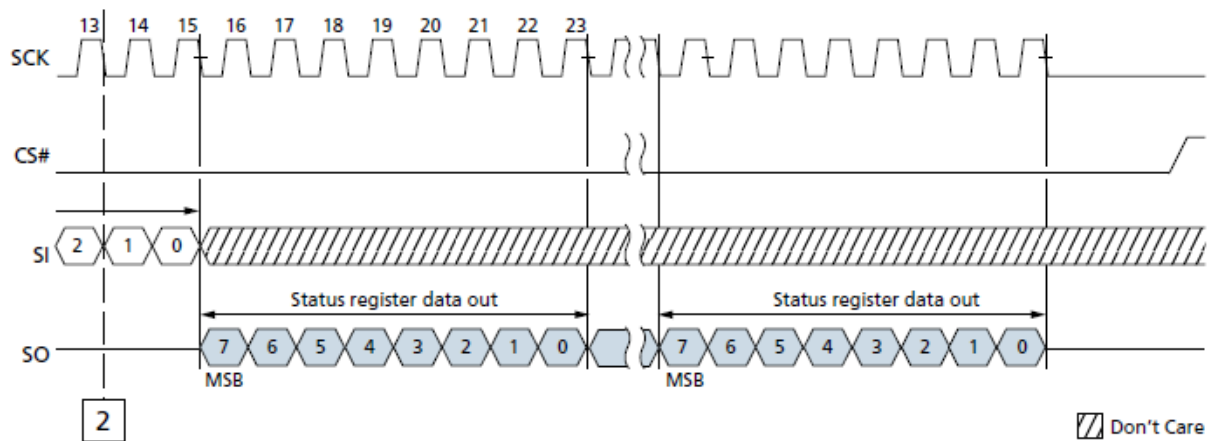 13 14 15 16 17 18 19 20 21 22 23
SCK
CS#
SI 2 1 0
Status register data out Status register data out
SO 7 6 5 4 3 2 1 0 7 6 5 4 3 2 1 0
MSB MSB
2
Don't Care